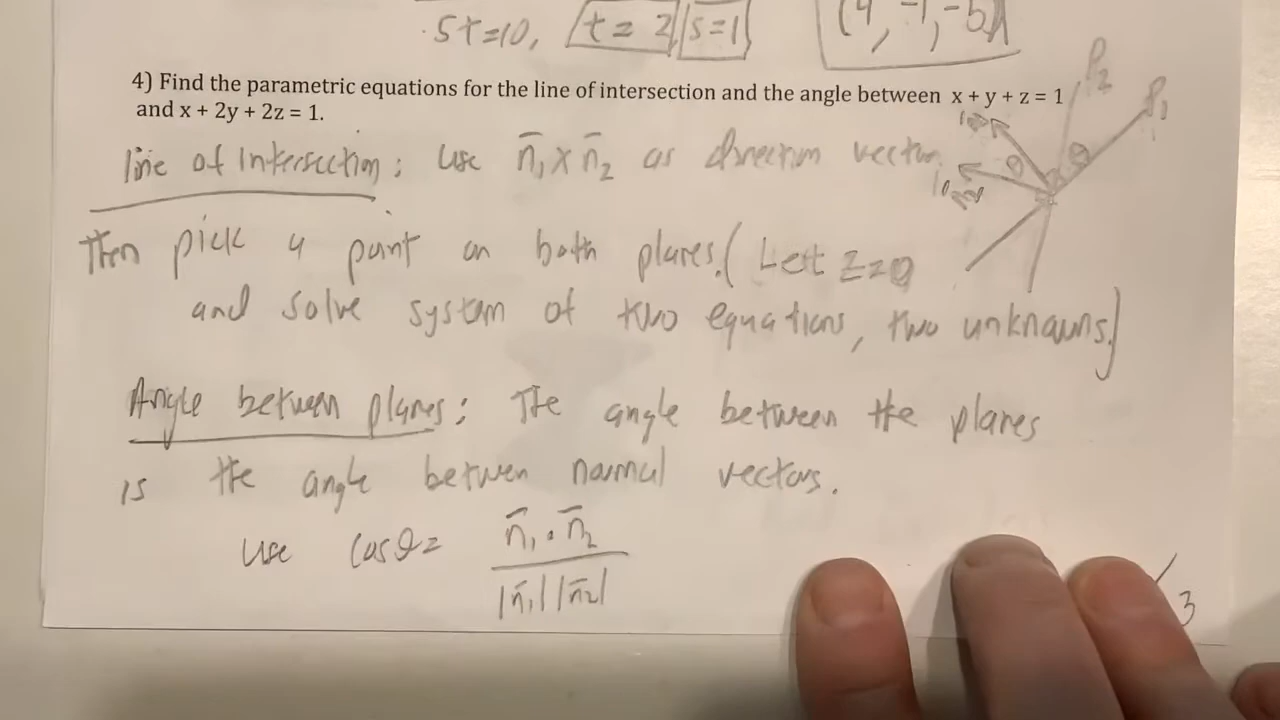 5t=10, t=2 s=1 (4, -1, -5)
4) Find the parametric equations for the line of intersection and the angle between x + y + z = 1
and x + 2y + 2z = 1.
P₂
P₁
line of Intersection: Use n̄₁ x n̄₂ as direction vector.
θ θ
Then pick a point on both planes. (Let z=0
and solve system of two equations, two unknowns.)
Angle between planes: The angle between the planes
is the angle between normal vectors.
Use Cosθ = n̄₁ · n̄₂
|n̄₁| |n̄₂|
3